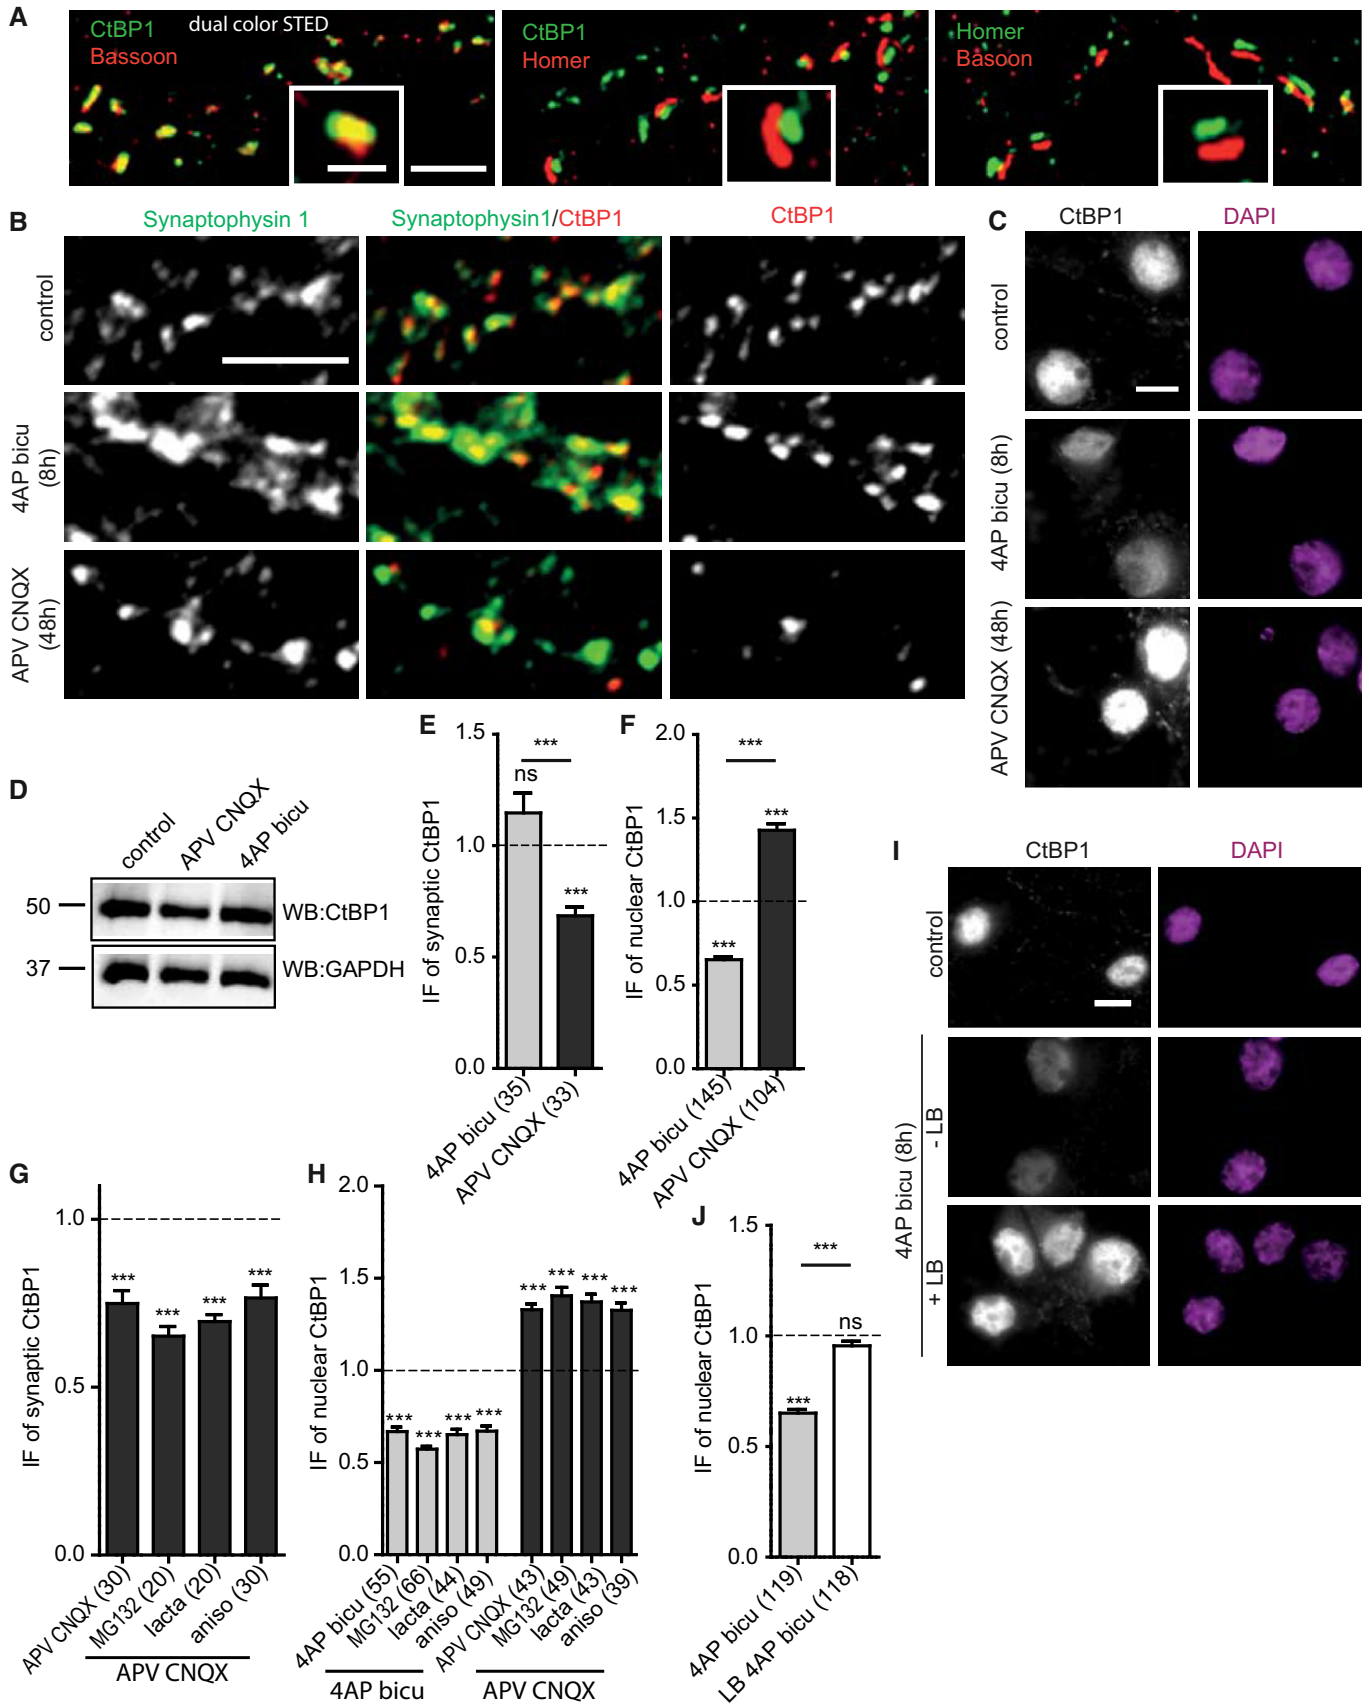 A
CtBP1
Bassoon
dual color STED
CtBP1
Homer
Homer
Basoon
B
Synaptophysin 1
Synaptophysin1/CtBP1
CtBP1
control
4AP bicu
(8h)
APV CNQX
(48h)
C
CtBP1
DAPI
control
4AP bicu (8h)
APV CNQX (48h)
D
control
APV CNQX
4AP bicu
50
WB:CtBP1
37
WB:GAPDH
E
IF of synaptic CtBP1
1.5
1.0
0.5
0.0
***
ns
***
4AP bicu (35)
APV CNQX (33)
F
IF of nuclear CtBP1
2.0
1.5
1.0
0.5
0.0
***
***
***
4AP bicu (145)
APV CNQX (104)
G
IF of synaptic CtBP1
1.0
0.5
0.0
***
***
***
***
APV CNQX (30)
MG132 (20)
lacta (20)
aniso (30)
APV CNQX
H
IF of nuclear CtBP1
2.0
1.5
1.0
0.5
0.0
***
***
***
***
***
***
***
***
4AP bicu (55)
MG132 (66)
lacta (44)
aniso (49)
APV CNQX (43)
MG132 (49)
lacta (43)
aniso (39)
4AP bicu
APV CNQX
I
CtBP1
DAPI
control
4AP bicu (8h)
- LB
+ LB
J
IF of nuclear CtBP1
1.5
1.0
0.5
0.0
***
***
ns
4AP bicu (119)
LB 4AP bicu (118)